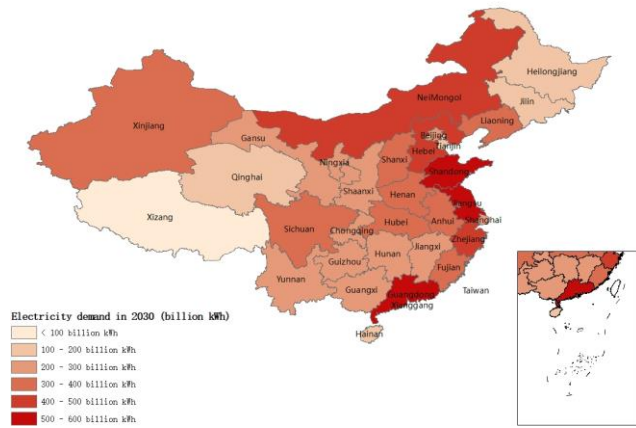 Heilongjiang
Jilin
NeiMongol
Liaoning
Xinjiang
Gansu
Beijing
Tianjin
Hebei
Ningxia
Shanxi
Shandong
Qinghai
Shaanxi
Henan
Jiangsu
Xizang
Shanghai
Sichuan
Chongqing
Hubei
Anhui
Zhejiang
Guizhou
Hunan
Jiangxi
Fujian
Yunnan
Guangxi
Guangdong
Taiwan
Xianggang
Hainan
Electricity demand in 2030 (billion kWh)
< 100 billion kWh
100 - 200 billion kWh
200 - 300 billion kWh
300 - 400 billion kWh
400 - 500 billion kWh
500 - 600 billion kWh